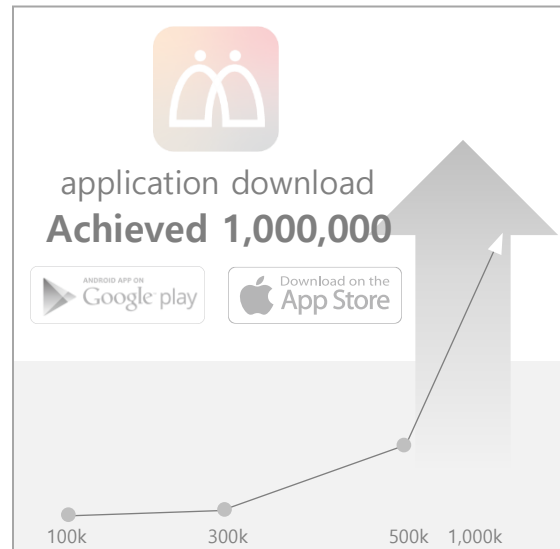 application download
Achieved 1,000,000
ANDROID APP ON
Google play
Download on the
App Store
100k 300k 500k 1,000k